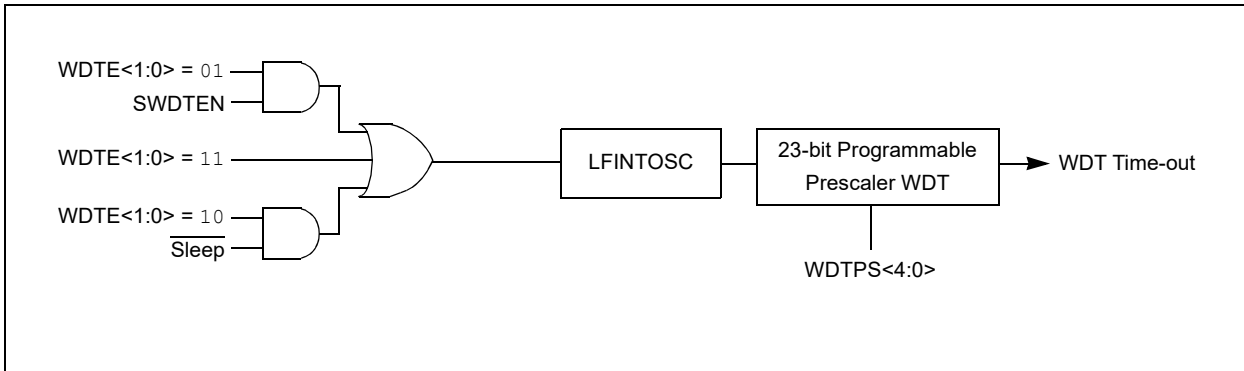 WDTE<1:0> = 01
SWDTEN
WDTE<1:0> = 11
WDTE<1:0> = 10
Sleep
LFINTOSC
23-bit Programmable
Prescaler WDT
WDT Time-out
WDTPS<4:0>